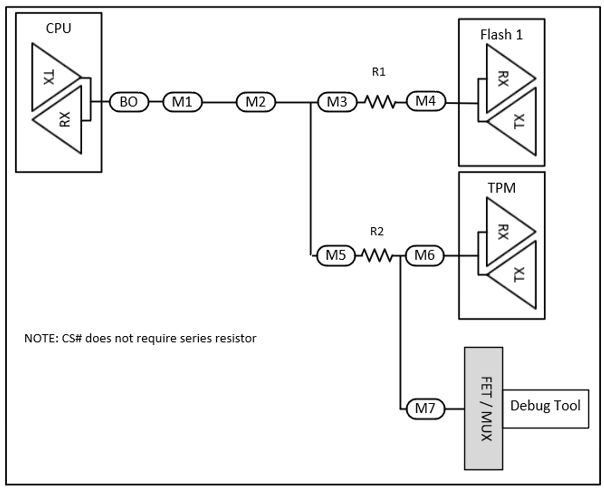 CPU
TX
RX
BO
M1
M2
M3
R1
M4
Flash 1
RX
TX
M5
R2
M6
TPM
RX
TX
NOTE: CS# does not require series resistor
M7
FET / MUX
Debug Tool